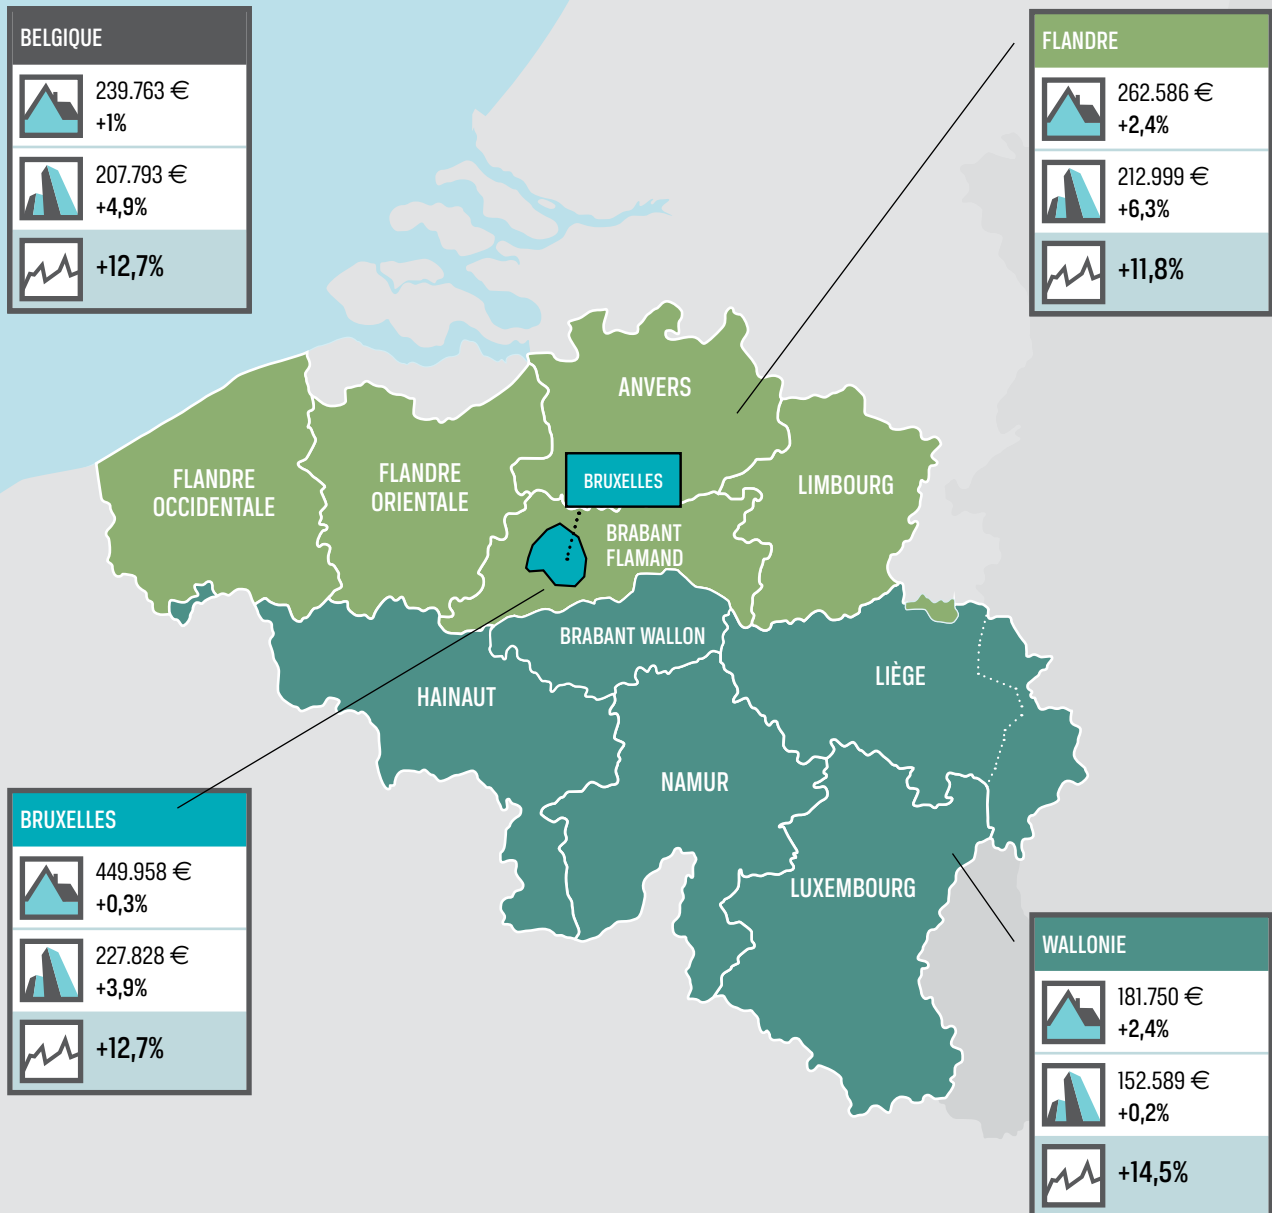 BELGIQUE
239.763 €
+1%
207.793 €
+4,9%
+12,7%
FLANDRE
262.586 €
+2,4%
212.999 €
+6,3%
+11,8%
ANVERS
FLANDRE
OCCIDENTALE
FLANDRE
ORIENTALE
BRUXELLES
LIMBOURG
BRABANT
FLAMAND
BRABANT WALLON
HAINAUT
LIÈGE
NAMUR
LUXEMBOURG
BRUXELLES
449.958 €
+0,3%
227.828 €
+3,9%
+12,7%
WALLONIE
181.750 €
+2,4%
152.589 €
+0,2%
+14,5%